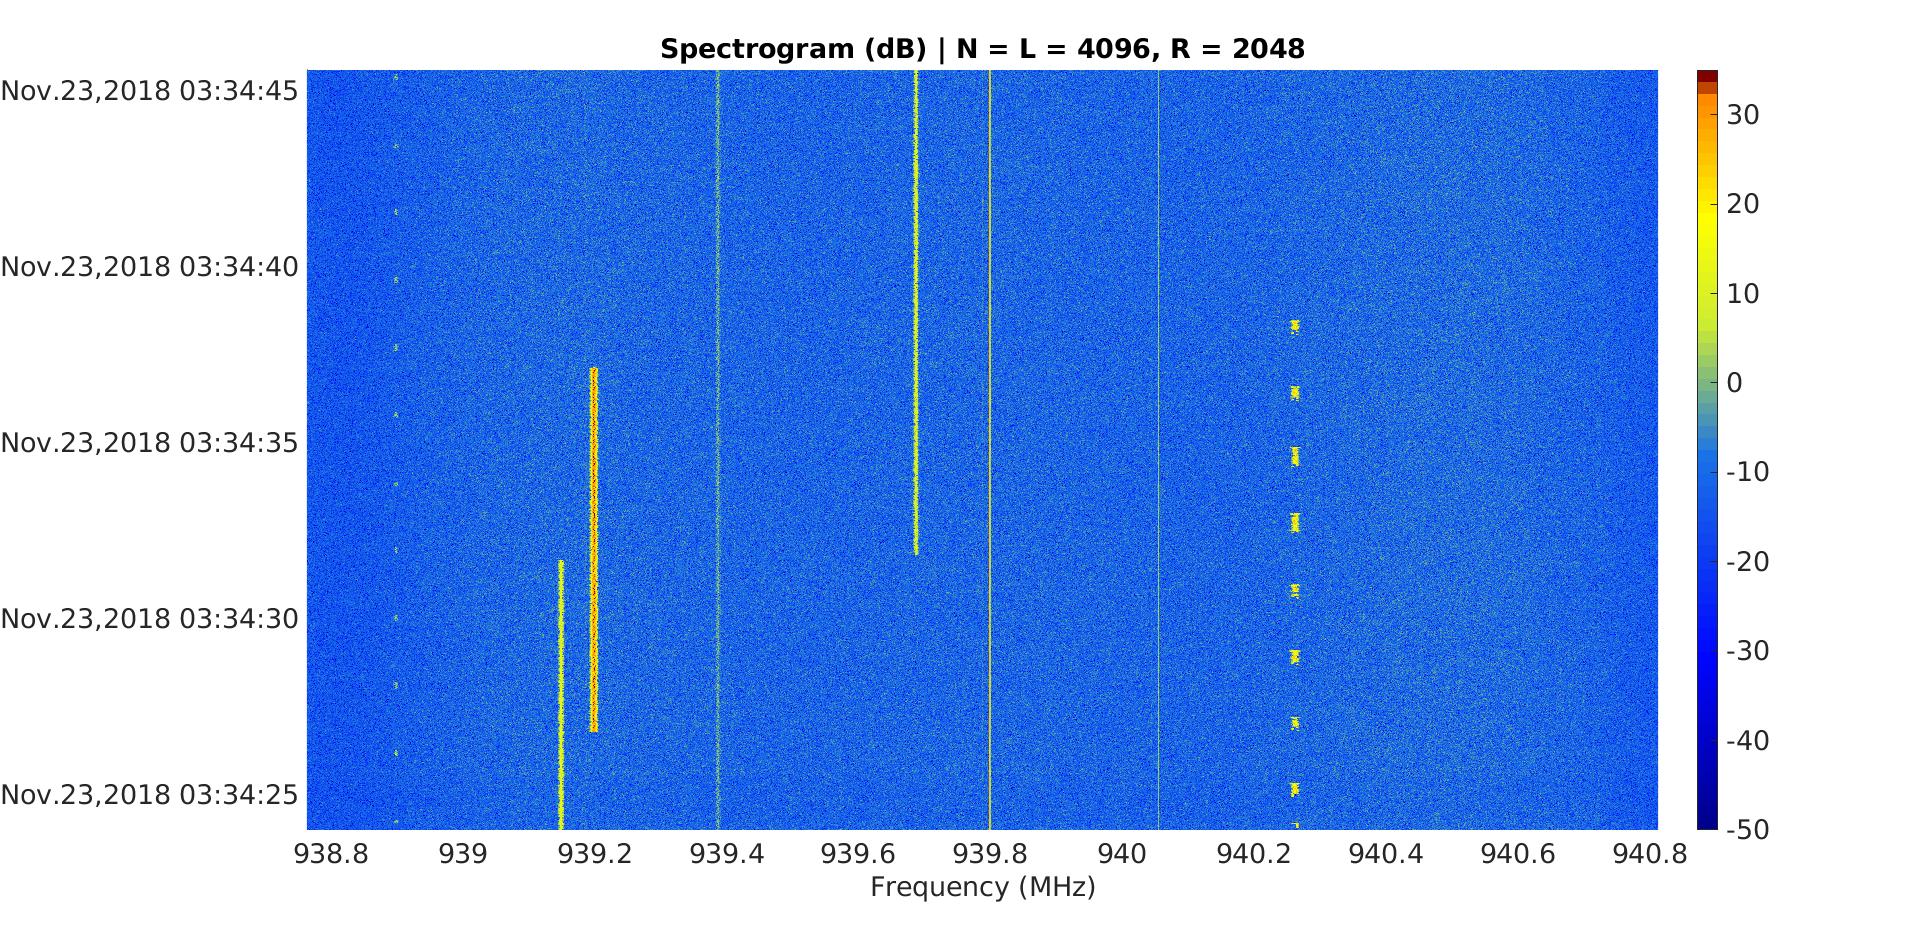 Spectrogram (dB) | N = L = 4096, R = 2048
Nov.23,2018 03:34:45
Nov.23,2018 03:34:40
Nov.23,2018 03:34:35
Nov.23,2018 03:34:30
Nov.23,2018 03:34:25
938.8 939 939.2 939.4 939.6 939.8 940 940.2 940.4 940.6 940.8
Frequency (MHz)
30
20
10
0
-10
-20
-30
-40
-50